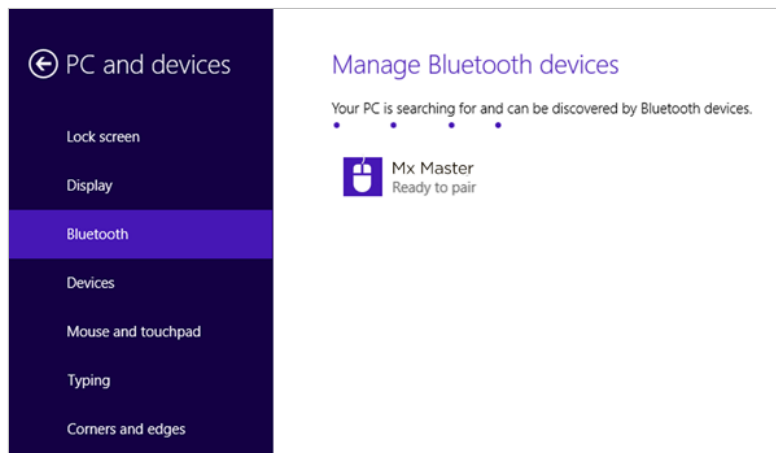 PC and devices
Lock screen
Display
Bluetooth
Devices
Mouse and touchpad
Typing
Corners and edges
Manage Bluetooth devices
Your PC is searching for and can be discovered by Bluetooth devices.
Mx Master
Ready to pair